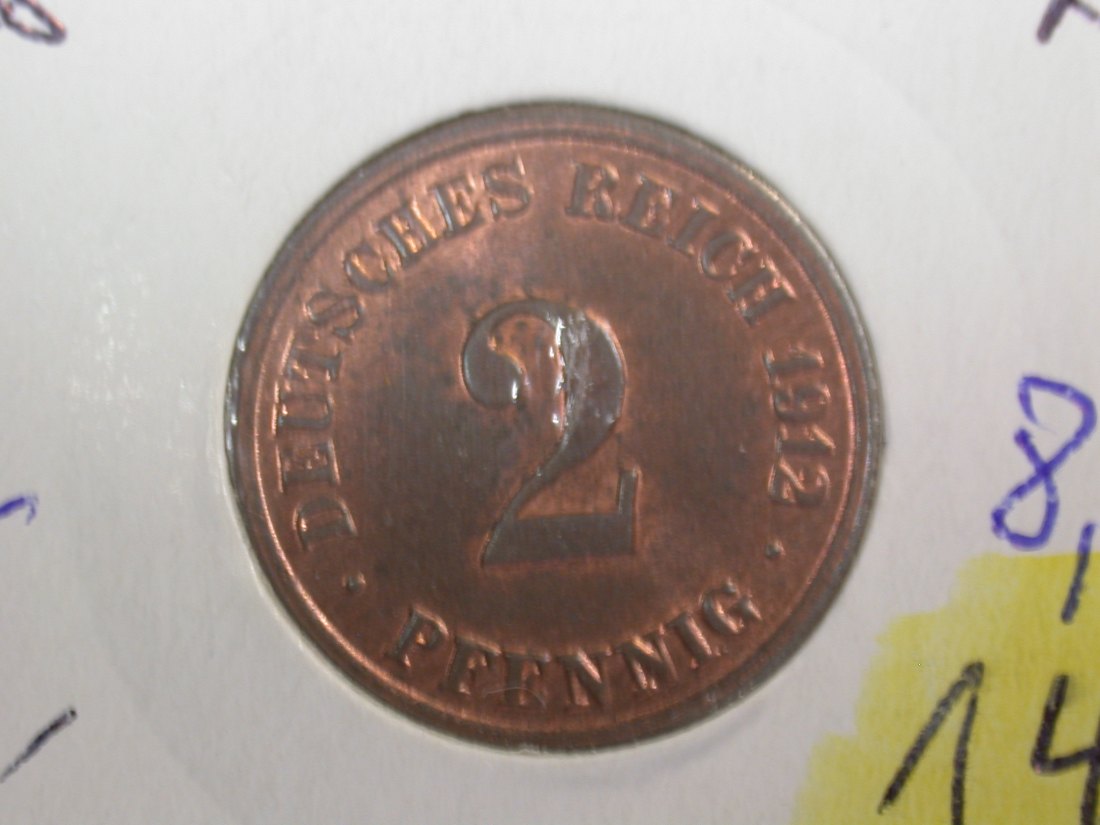 DEUTSCHES REICH 1912
2
· PFENNIG ·
8,
14